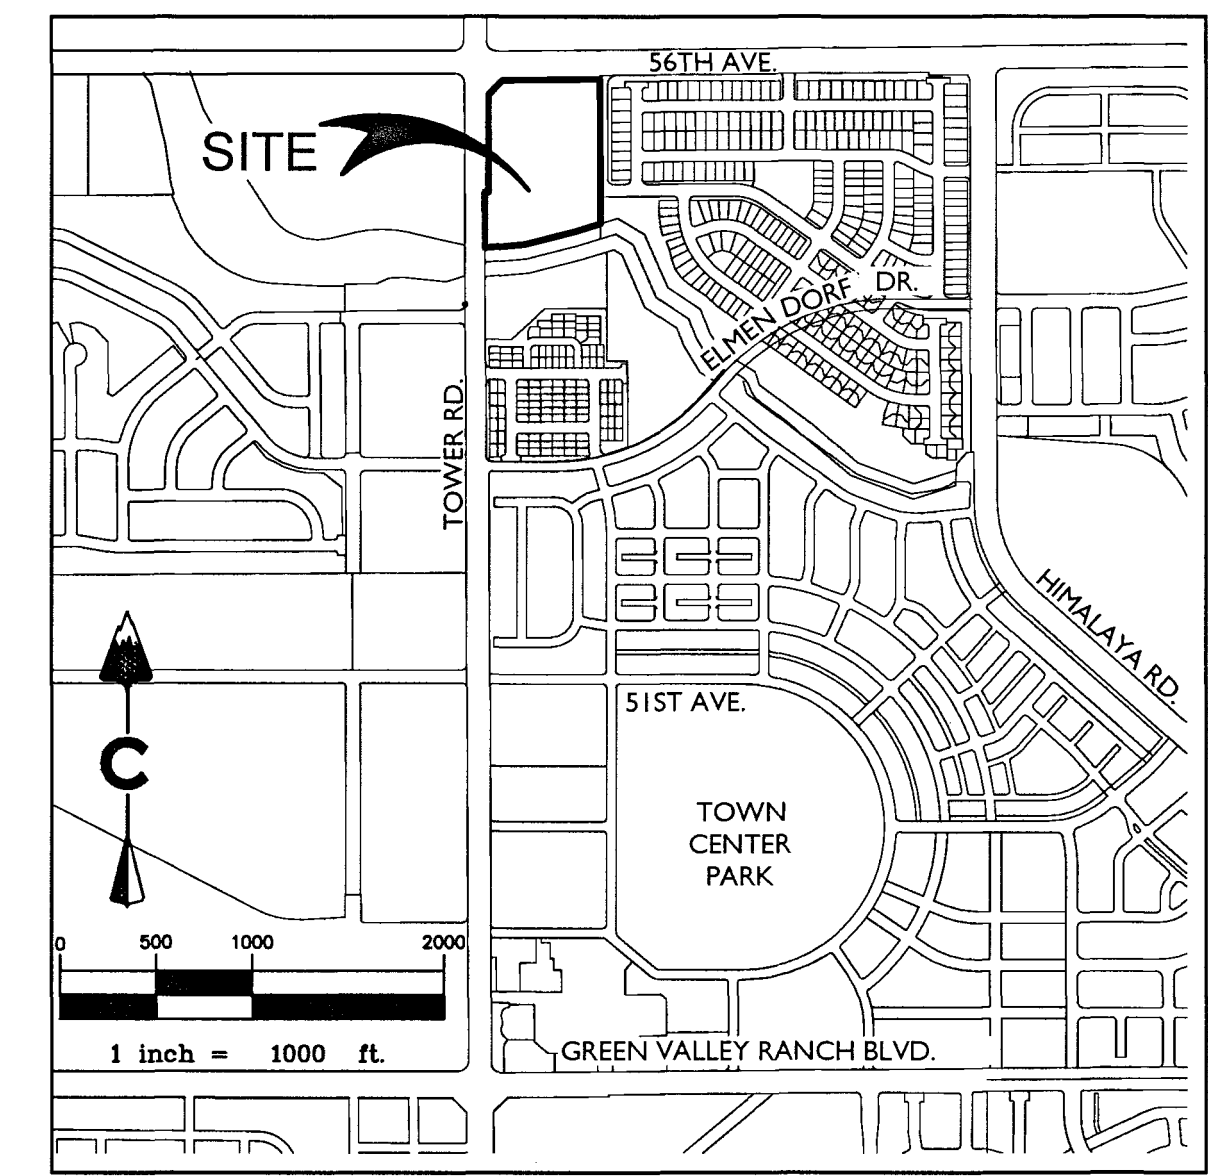 56TH AVE.
SITE
ELMEN DORF DR.
TOWER RD.
HIMALAYA RD.
51ST AVE.
C
TOWN
CENTER
PARK
0 500 1000 2000
1 inch = 1000 ft.
GREEN VALLEY RANCH BLVD.